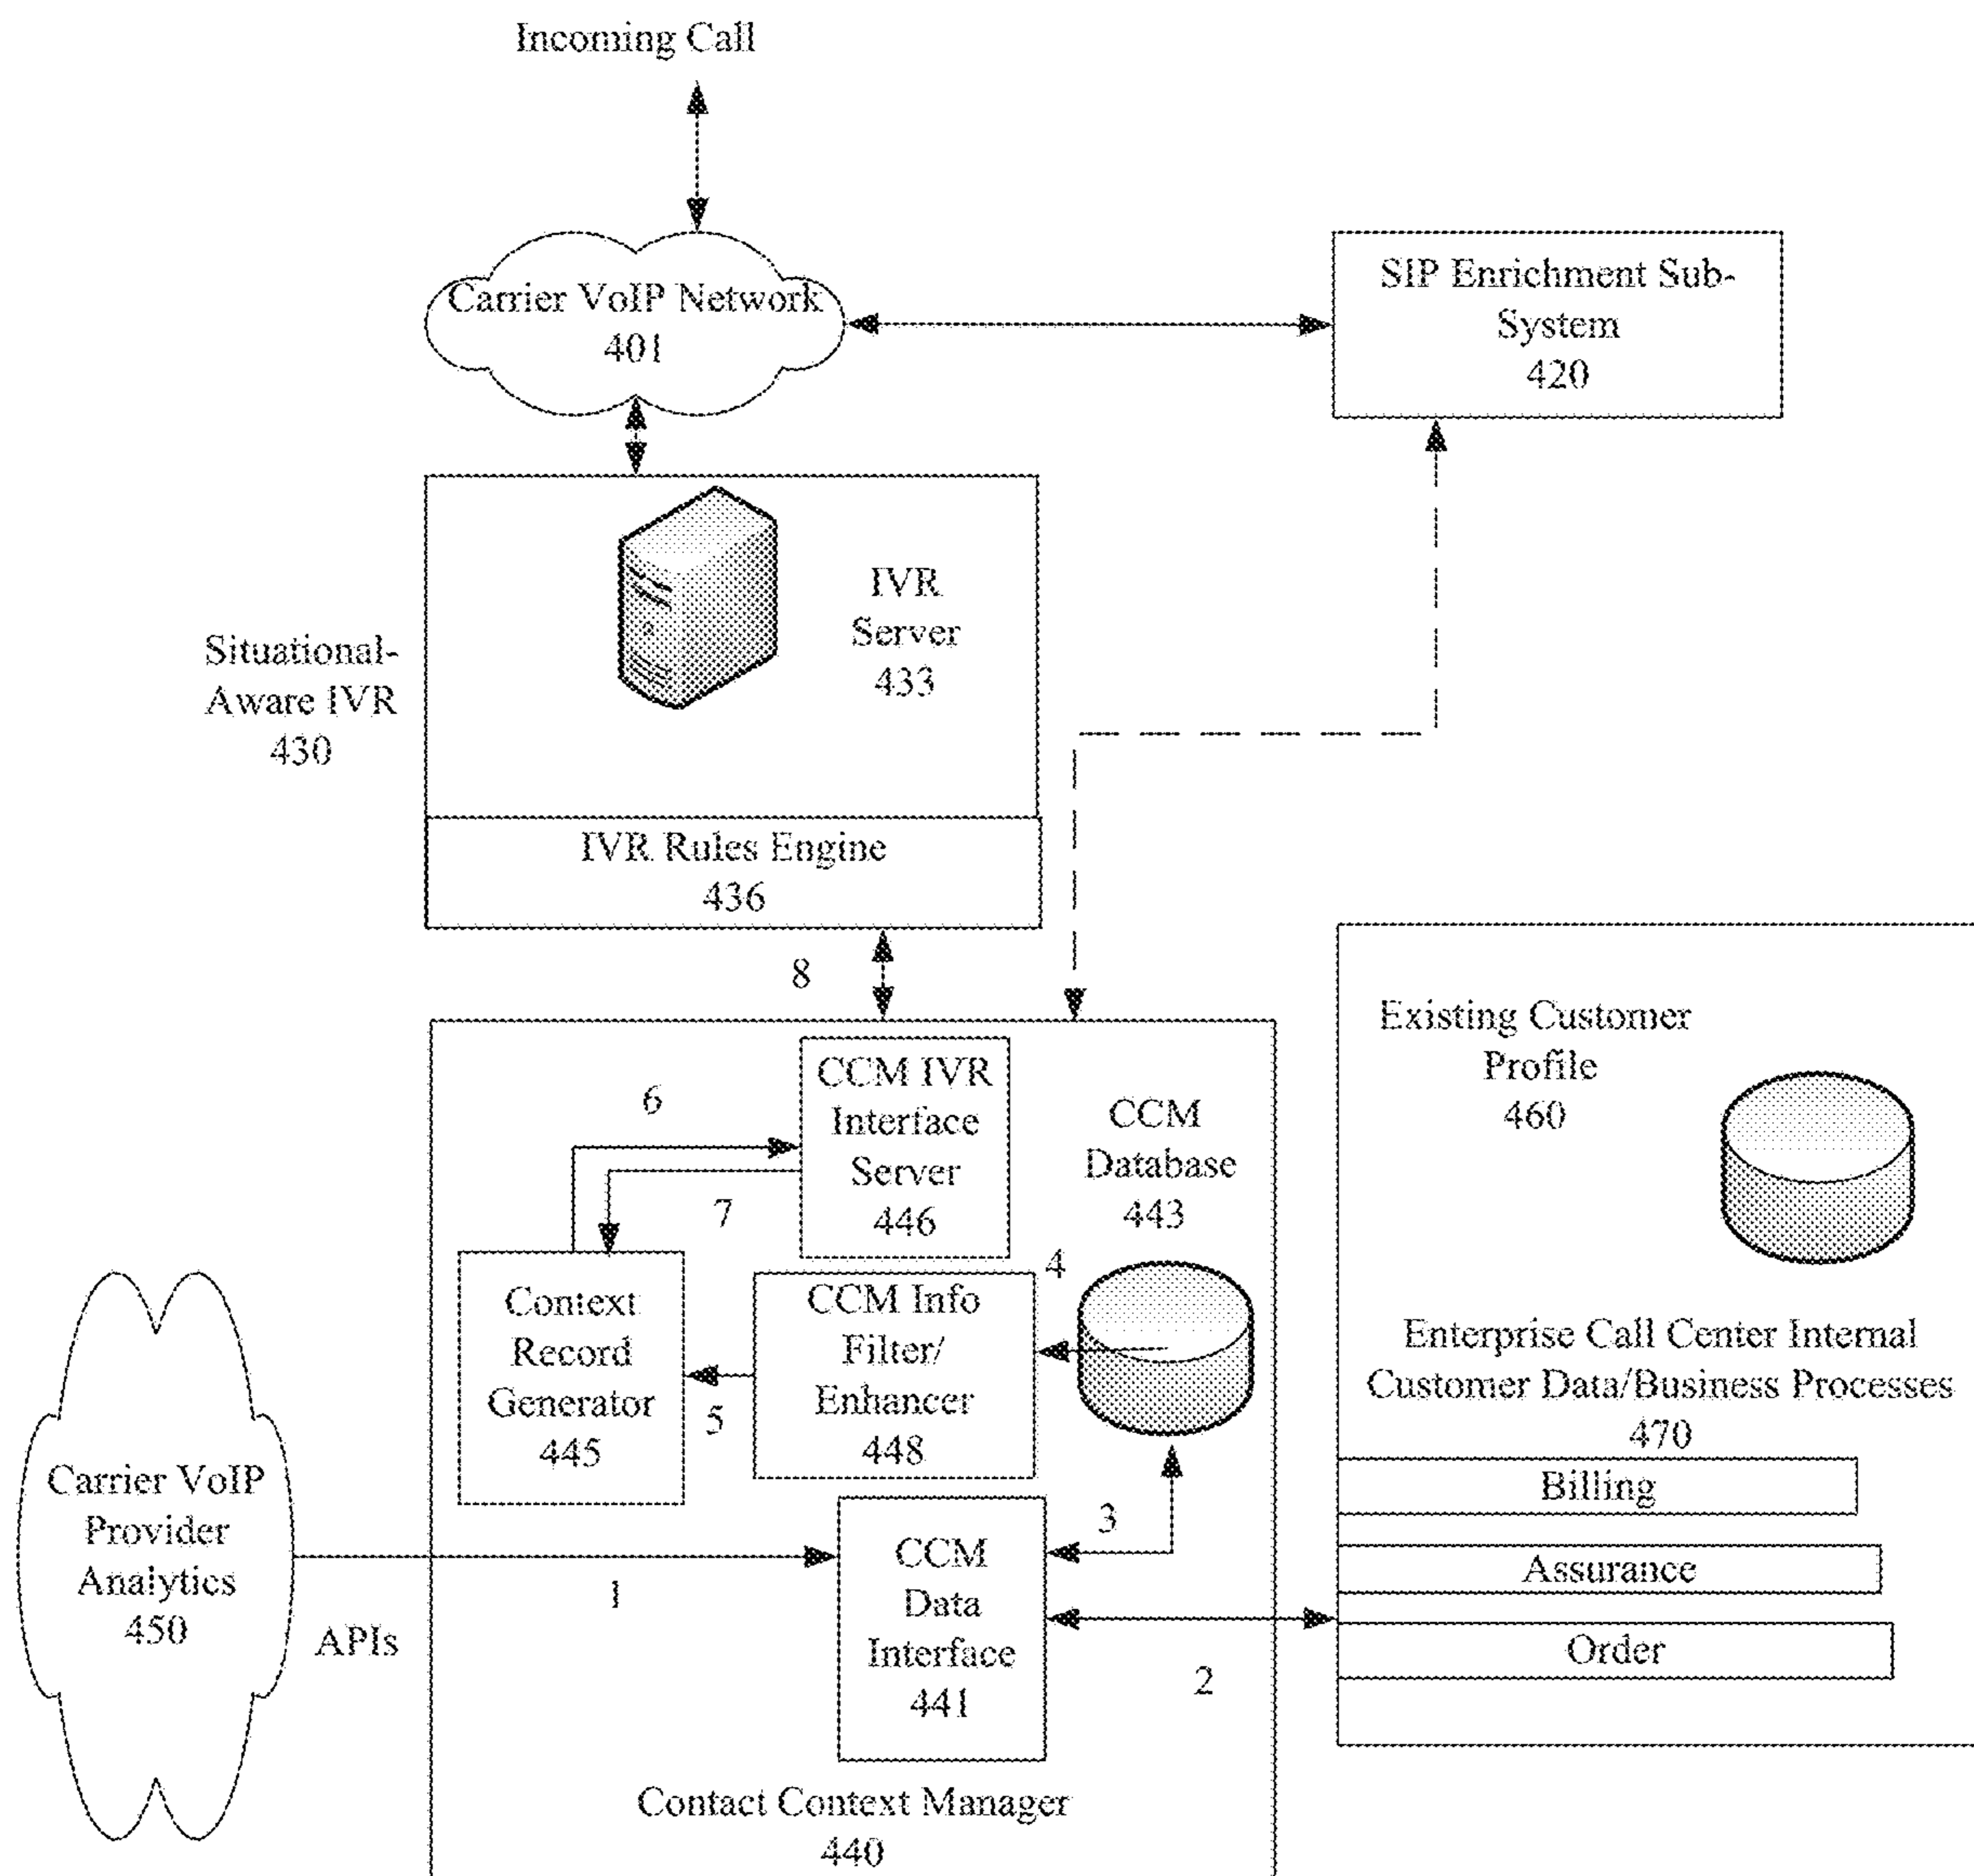 Incoming Call
Carrier VoIP Network
401
SIP Enrichment Sub-
System
420
IVR
Server
433
Situational-
Aware IVR
430
IVR Rules Engine
436
8
CCM IVR
Interface
Server
446
6
7
CCM
Database
443
4
Existing Customer
Profile
460
Context
Record
Generator
445
5
CCM Info
Filter/
Enhancer
448
Enterprise Call Center Internal
Customer Data/Business Processes
470
Billing
Assurance
Order
Carrier VoIP
Provider
Analytics
450
APIs
1
CCM
Data
Interface
441
3
2
Contact Context Manager
440